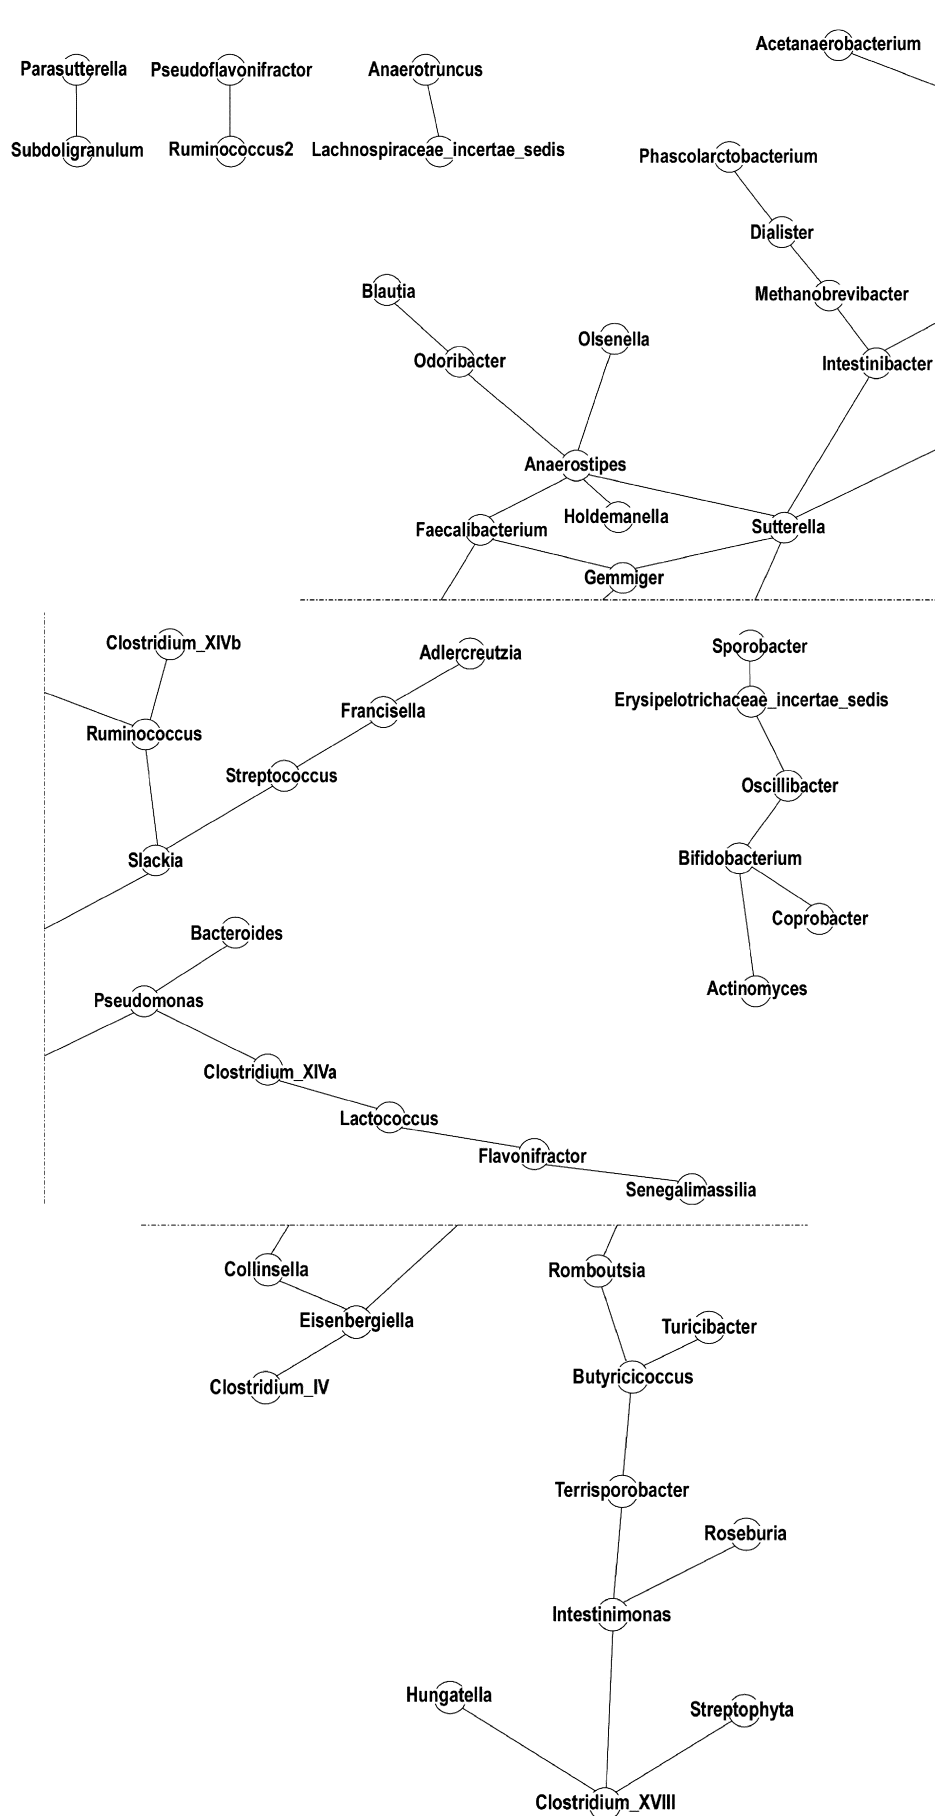 Acetanaerobacterium
Parasutterella
Pseudoflavonifractor
Anaerotruncus
Subdoligranulum
Ruminococcus2
Lachnospiraceae_incertae_sedis
Phascolarctobacterium
Dialister
Blautia
Methanobrevibacter
Olsenella
Odoribacter
Intestinibacter
Anaerostipes
Holdemanella
Faecalibacterium
Sutterella
Gemmiger
Clostridium_XIVb
Adlercreutzia
Sporobacter
Erysipelotrichaceae_incertae_sedis
Francisella
Ruminococcus
Streptococcus
Oscillibacter
Slackia
Bifidobacterium
Coprobacter
Bacteroides
Actinomyces
Pseudomonas
Clostridium_XIVa
Lactococcus
Flavonifractor
Senegalimassilia
Collinsella
Romboutsia
Eisenbergiella
Turicibacter
Butyricicoccus
Clostridium_IV
Terrisporobacter
Roseburia
Intestinimonas
Hungatella
Streptophyta
Clostridium_XVIII